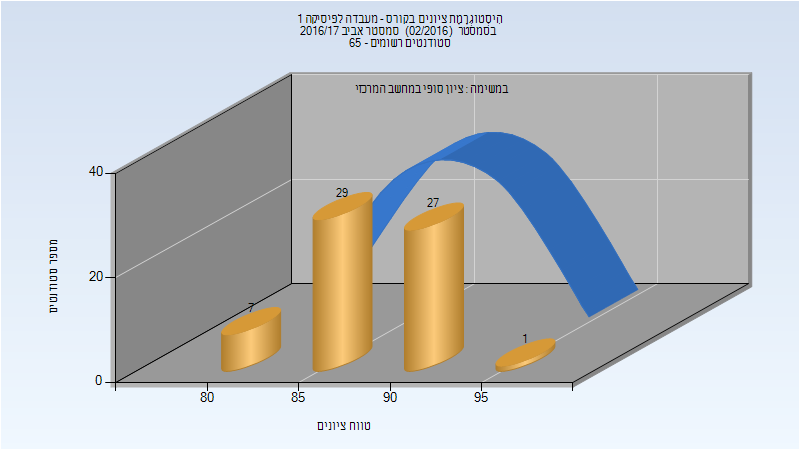 היסטוגרמת ציונים בקורס - מעבדה לפיסיקה 1
בסמסטר (02/2016) סמסטר אביב 2016/17
סטודנטים רשומים - 65
במשימה : ציון סופי במחשב המרכזי
40
20
0
מספר סטודנטים
7
29
27
1
80
85
90
95
טווח ציונים